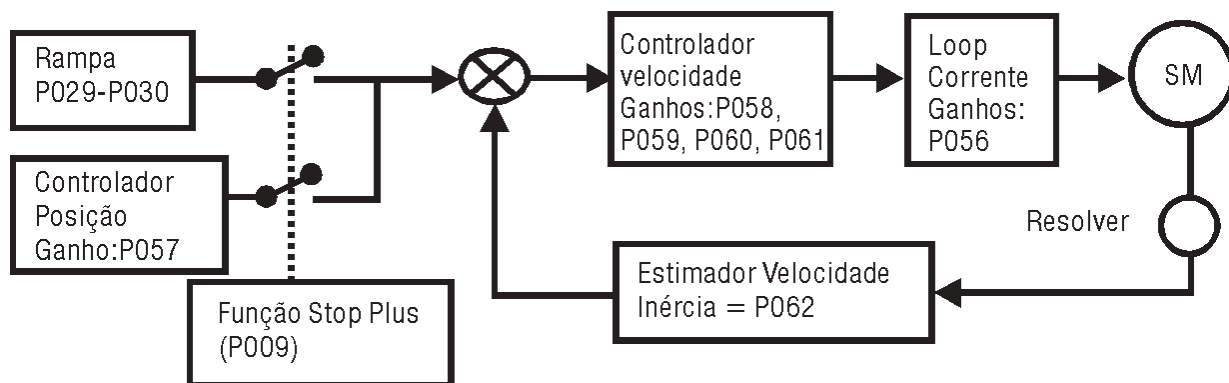 Rampa
P029-P030
Controlador
Posição
Ganho:P057
Função Stop Plus
(P009)
Controlador
velocidade
Ganhos:P058,
P059, P060, P061
Loop
Corrente
Ganhos:
P056
SM
Resolver
Estimador Velocidade
Inércia = P062